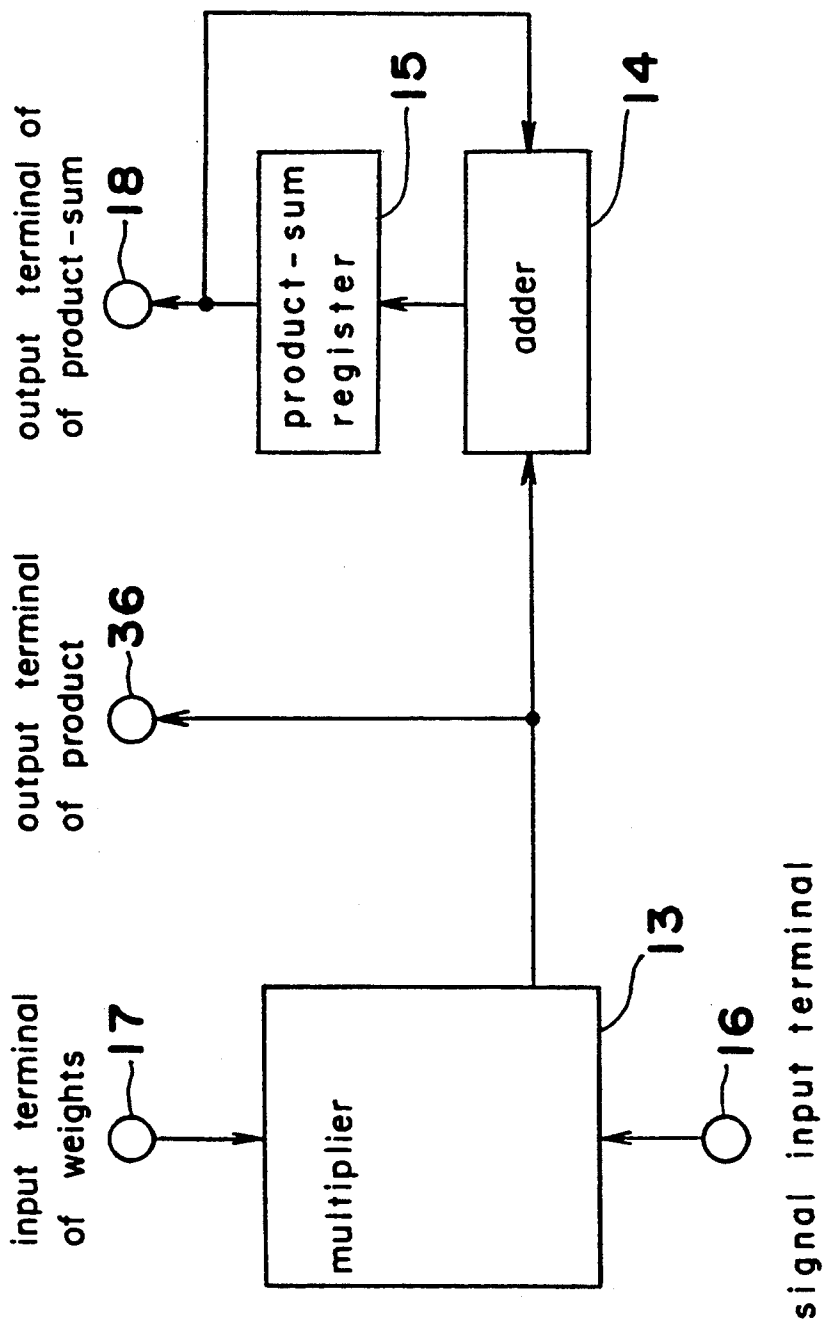 input terminal
of weights
17
output terminal
of product
36
output terminal of
of product-sum
18
multiplier
13
16
signal input terminal
product-sum
register
15
adder
14